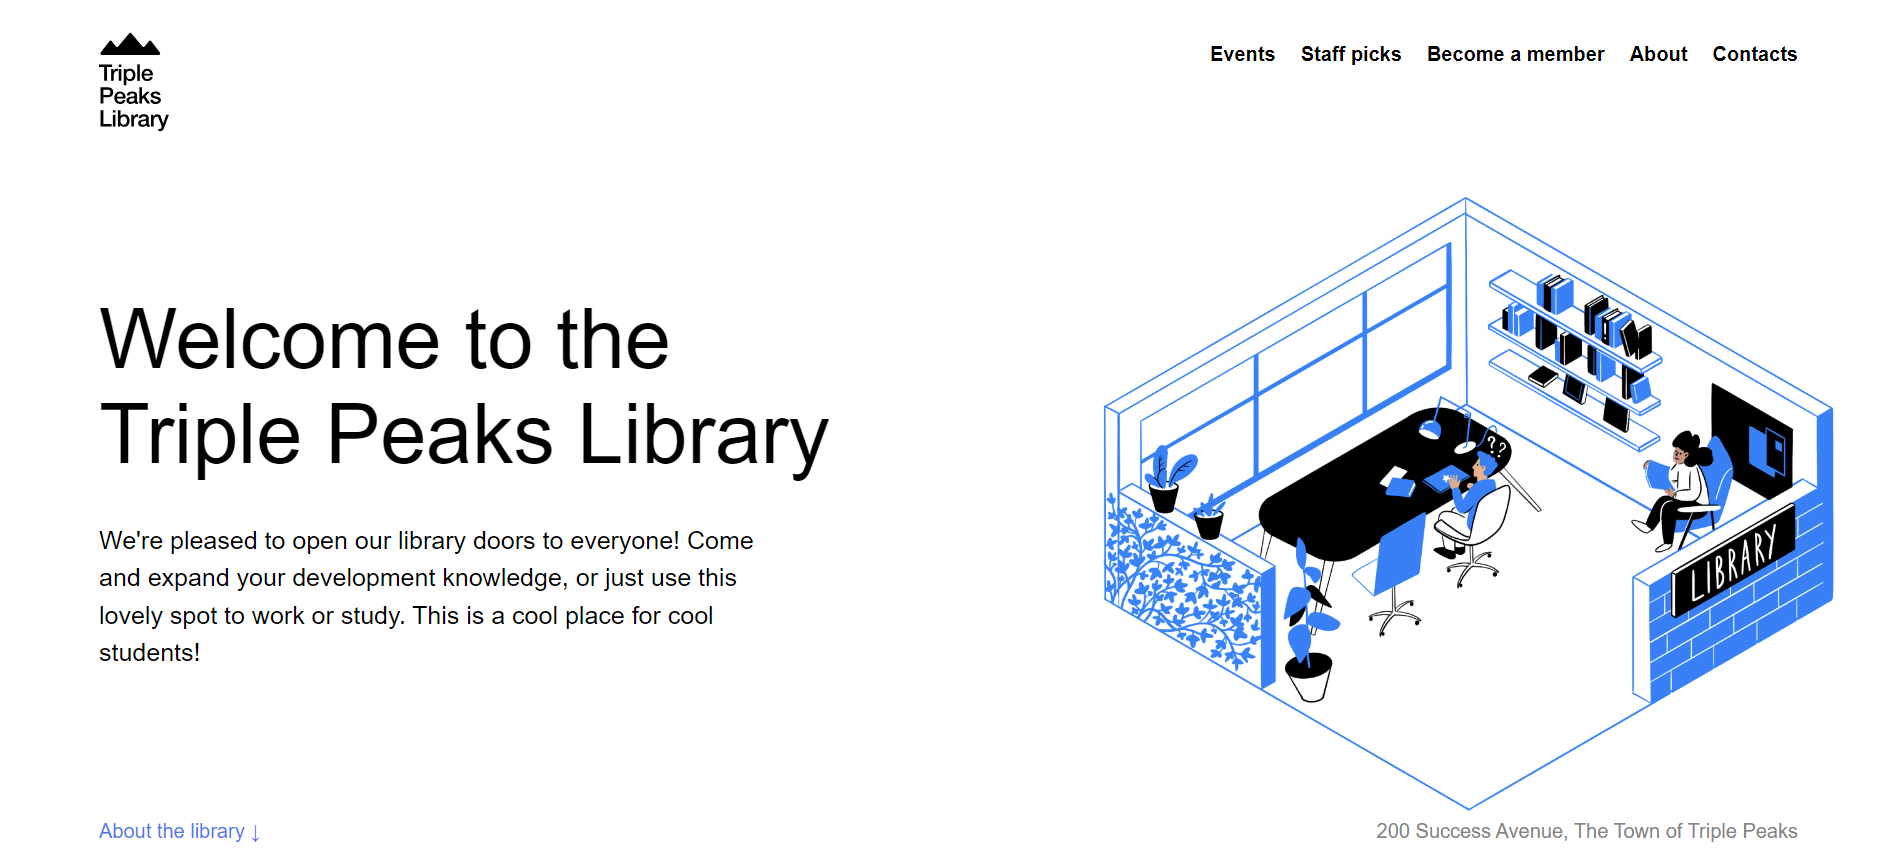 Triple
Peaks
Library
Events Staff picks Become a member About Contacts
Welcome to the
Triple Peaks Library
We're pleased to open our library doors to everyone! Come
and expand your development knowledge, or just use this
lovely spot to work or study. This is a cool place for cool
students!
??
LIBRARY
About the library ↓
200 Success Avenue, The Town of Triple Peaks